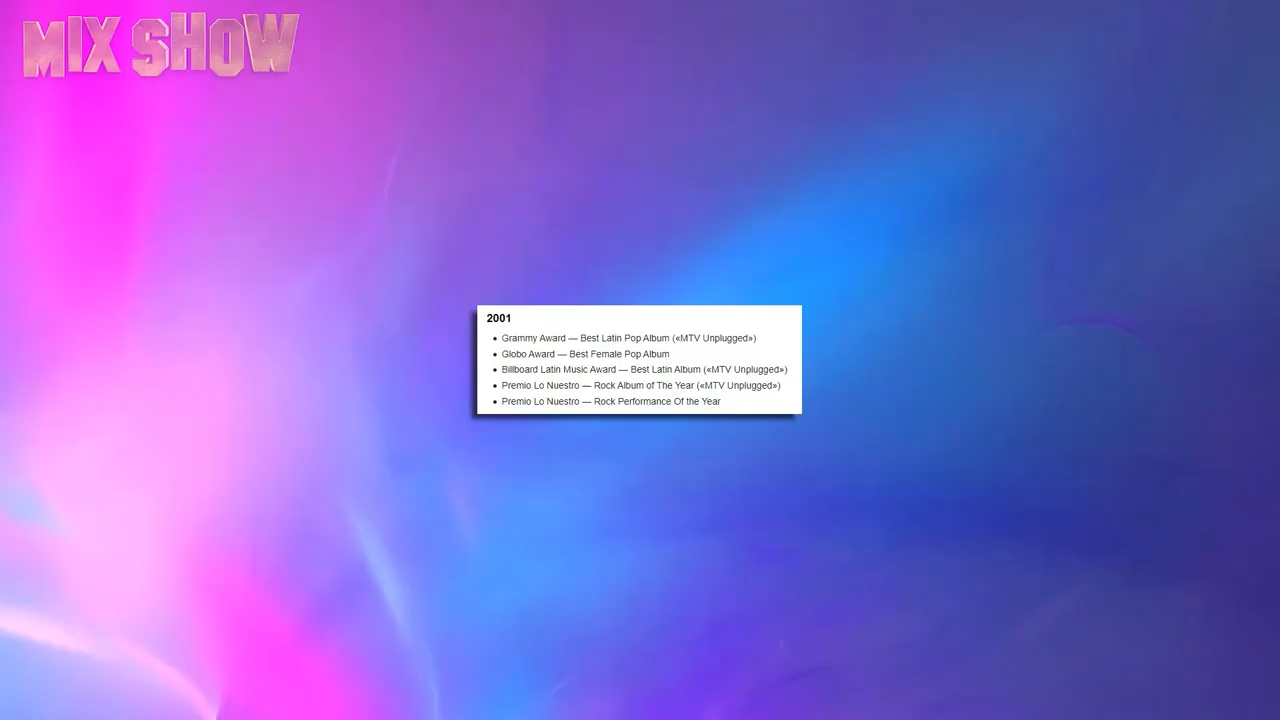 MIX SHOW
2001
• Grammy Award — Best Latin Pop Album («MTV Unplugged»)
• Globo Award — Best Female Pop Album
• Billboard Latin Music Award — Best Latin Album («MTV Unplugged»)
• Premio Lo Nuestro — Rock Album of The Year («MTV Unplugged»)
• Premio Lo Nuestro — Rock Performance Of the Year